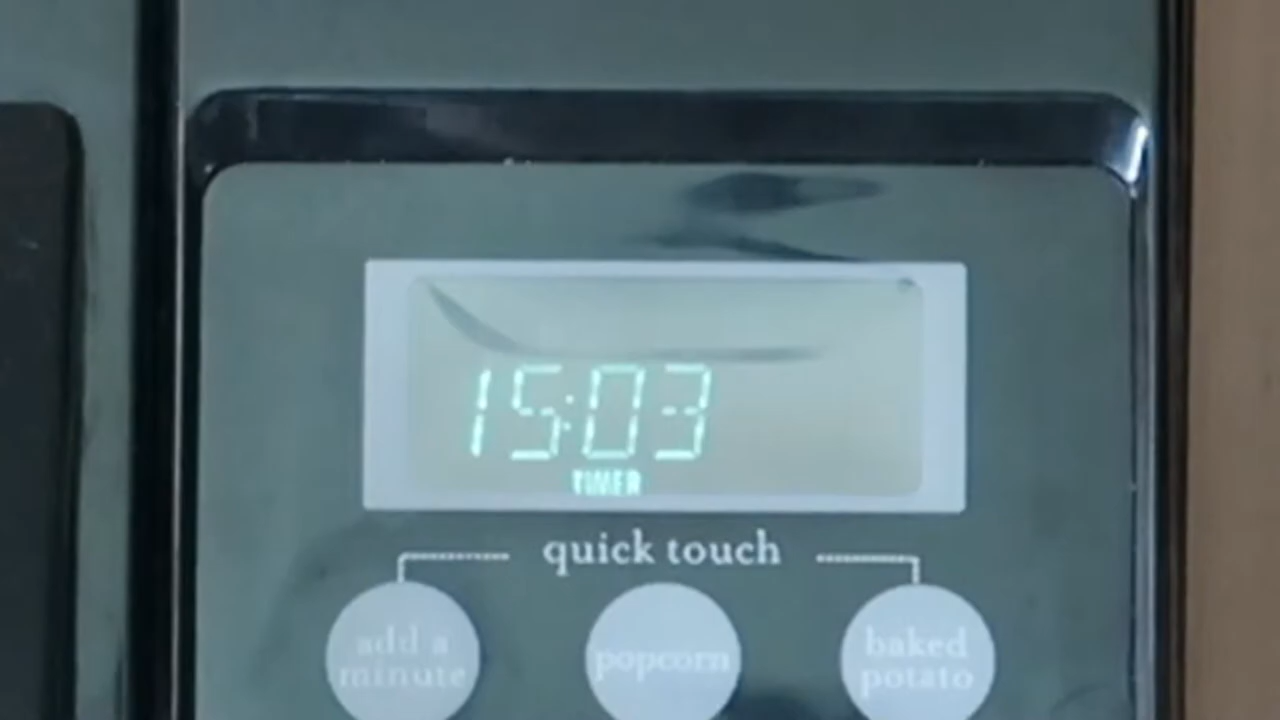 15:03
TIMER
quick touch
add a
minute
popcorn
baked
potato